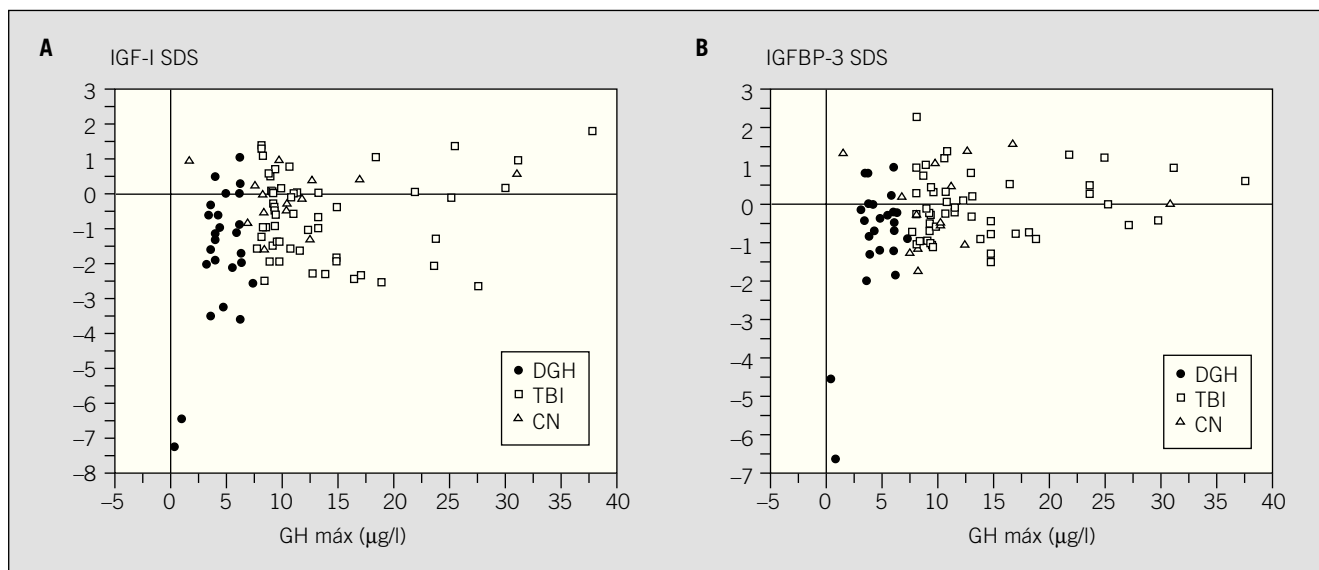 A
IGF-I SDS
3
2
1
0
–1
–2
–3
–4
–5
–6
–7
–8
–5 0 5 10 15 20 25 30 35 40
GH máx (μg/l)
DGH
TBI
CN
B
IGFBP-3 SDS
3
2
1
0
–1
–2
–3
–4
–5
–6
–7
–5 0 5 10 15 20 25 30 35 40
GH máx (μg/l)
DGH
TBI
CN